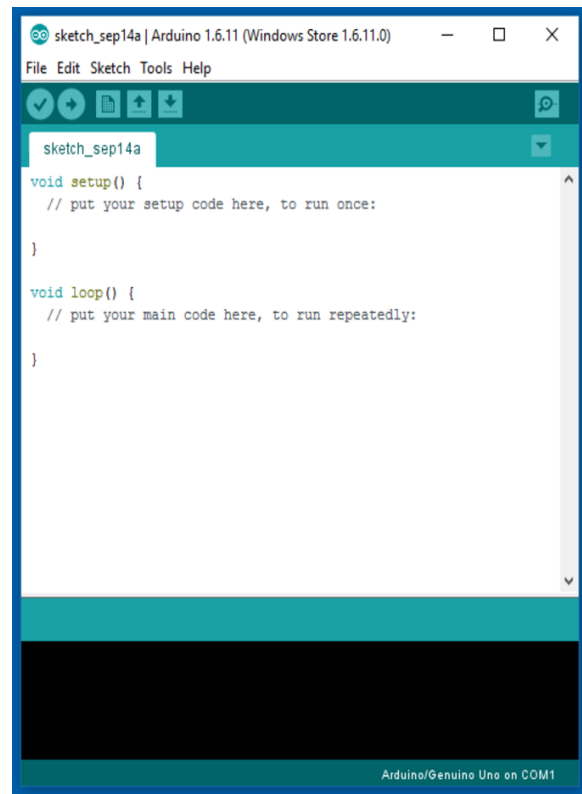 sketch_sep14a | Arduino 1.6.11 (Windows Store 1.6.11.0)
File Edit Sketch Tools Help
sketch_sep14a
void setup() {
  // put your setup code here, to run once:
}
void loop() {
  // put your main code here, to run repeatedly:
}
Arduino/Genuino Uno on COM1